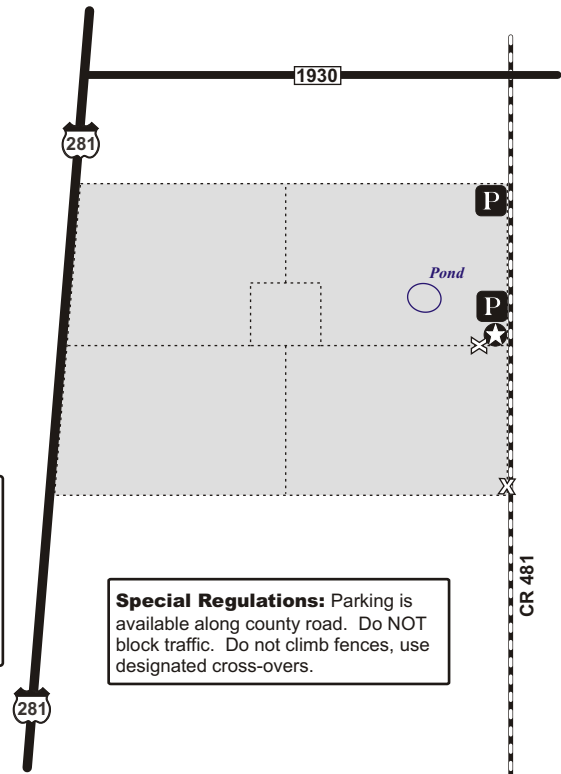 1930
281
P
Pond
P
CR 481
Special Regulations: Parking is
available along county road.  Do NOT
block traffic.  Do not climb fences, use
designated cross-overs.
281